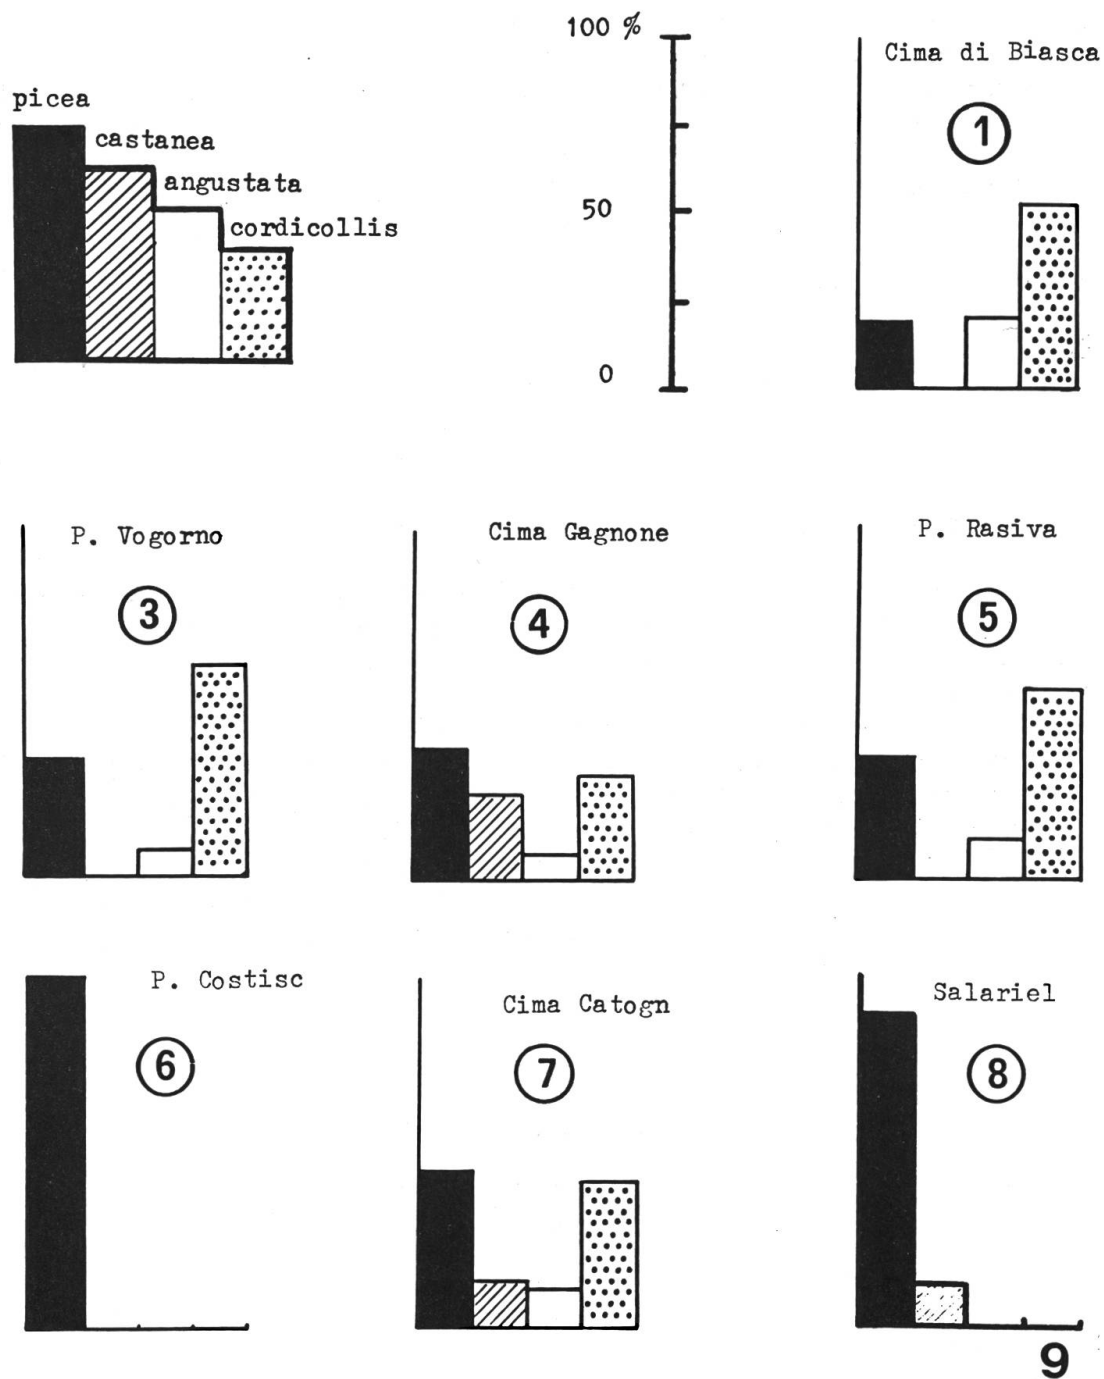 picea
castanea
angustata
cordicollis
100 %
50
0
Cima di Biasca
1
P. Vogorno
3
Cima Gagnone
4
P. Rasiva
5
P. Costisc
6
Cima Catogn
7
Salariel
8
9